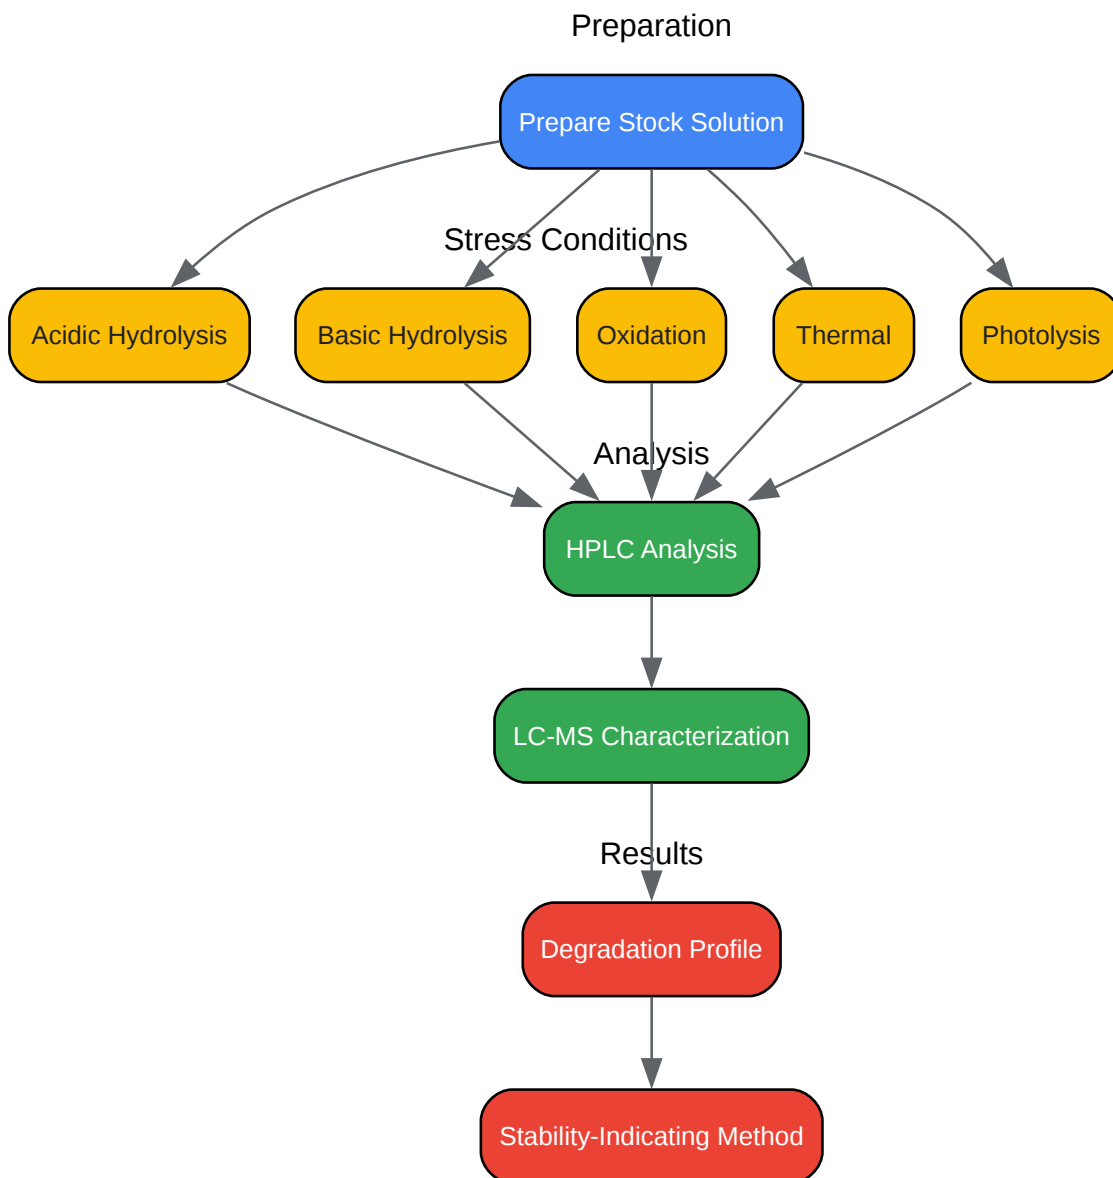 Preparation
Prepare Stock Solution
Stress Conditions
Acidic Hydrolysis
Basic Hydrolysis
Oxidation
Thermal
Photolysis
Analysis
HPLC Analysis
LC-MS Characterization
Results
Degradation Profile
Stability-Indicating Method